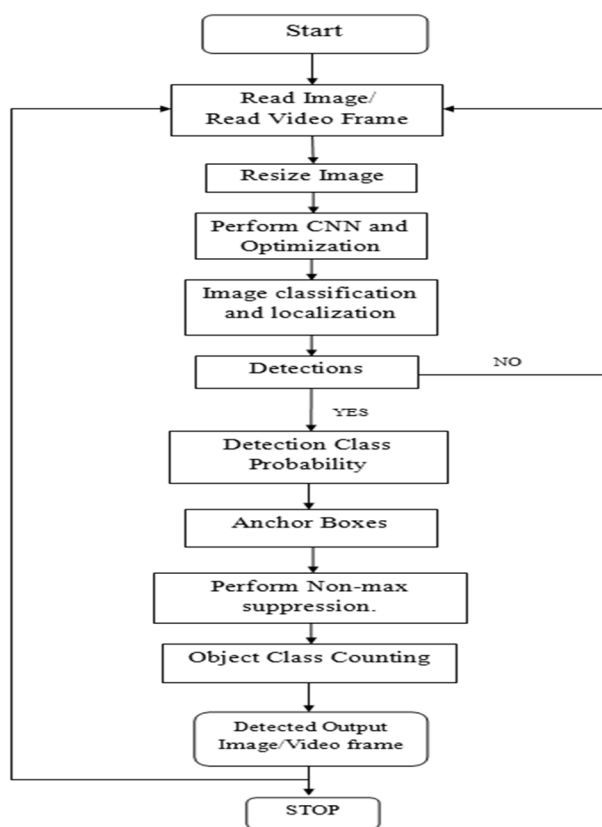 Start
Read Image/
Read Video Frame
Resize Image
Perform CNN and
Optimization
Image classification
and localization
Detections
NO
YES
Detection Class
Probability
Anchor Boxes
Perform Non-max
suppression.
Object Class Counting
Detected Output
Image/Video frame
STOP